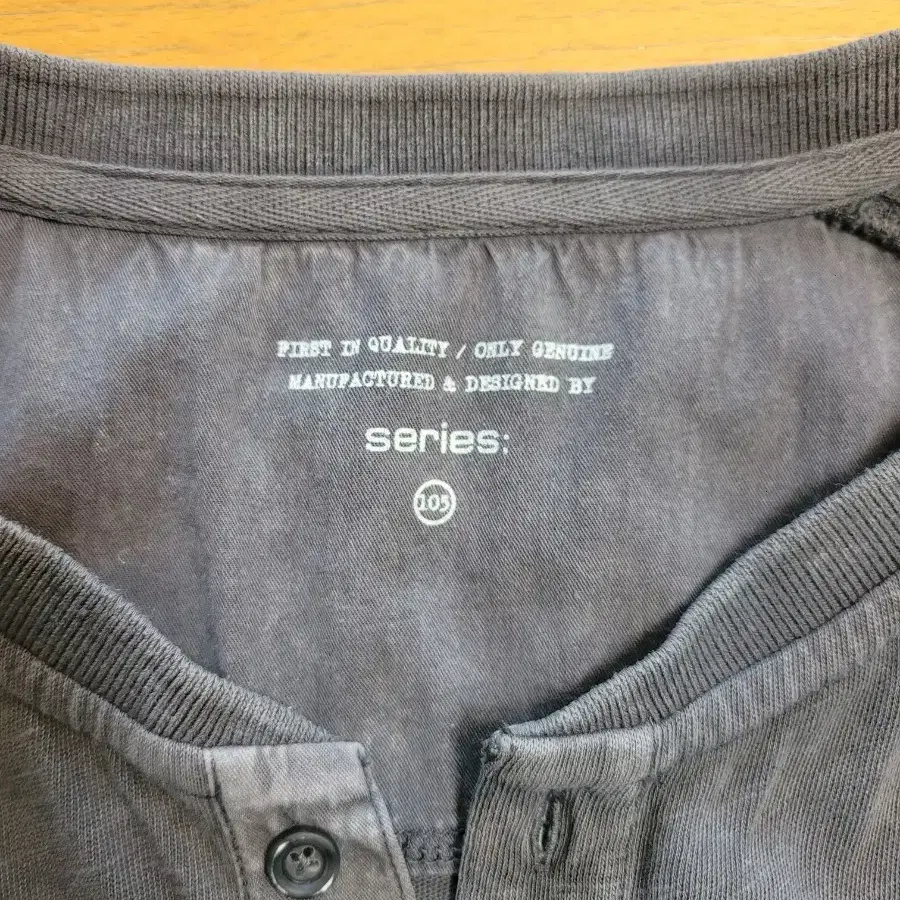 FIRST IN QUALITY / ONLY GENUINE
MANUFACTURED & DESIGNED BY
series;
105